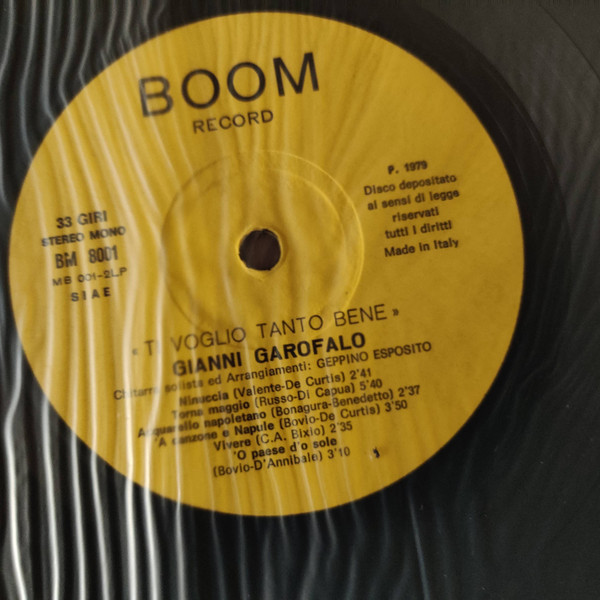 BOOM
RECORD
33 GIRI
STEREO MONO
BM 8001
MB 001-2LP
SIAE
P. 1979
Disco depositato
ai sensi di legge
riservati
tutti i diritti
Made in Italy
« TI VOGLIO TANTO BENE »
GIANNI GAROFALO
Chitarra solista ed Arrangiamenti: GEPPINO ESPOSITO
Ninuccia (Valente-De Curtis) 2'41
Torna maggio (Russo-Di Capua) 5'40
Acquarello napoletano (Bonagura-Benedetto) 2'37
'A canzone e Napule (Bovio-De Curtis) 3'50
Vivere (C.A. Bixio) 2'35
'O paese d'o sole
(Bovio-D'Annibale) 3'10